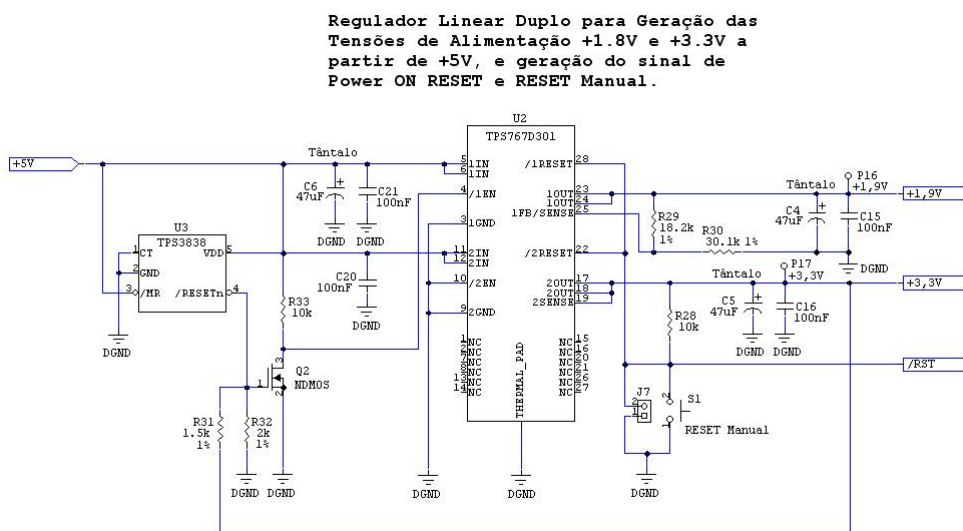 Regulador Linear Duplo para Geração das
Tensões de Alimentação +1.8V e +3.3V a
partir de +5V, e geração do sinal de
Power ON RESET e RESET Manual.
U2
TPS767D301
+5V
Tântalo
C6
47uF
C21
100nF
DGND
DGND
5
6
1IN
1IN
4
/1EN
3
1GND
11
12
2IN
2IN
10
/2EN
9
2GND
1
2
7
8
13
14
NC
NC
NC
NC
NC
NC
THERMAL_PAD
/1RESET
28
1OUT
1OUT
23
24
1FB/SENSE
25
/2RESET
22
2OUT
2OUT
17
18
2SENSE
19
NC
NC
NC
NC
NC
NC
15
16
20
21
26
27
U3
TPS3838
1
CT
2
GND
3
/MR
VDD
5
/RESETn
4
DGND
C20
100nF
DGND
R33
10k
3
1
2
Q2
NDMOS
R31
1.5k
1%
R32
2k
1%
DGND
DGND
DGND
DGND
R29
18.2k
1%
R30
30.1k 1%
Tântalo
P16
+1,9V
C4
47uF
C15
100nF
+1,9V
DGND
Tântalo
P17
+3,3V
C5
47uF
C16
100nF
DGND
DGND
+3,3V
R28
10k
/RST
J7
2
1
2
S1
1
RESET Manual
DGND